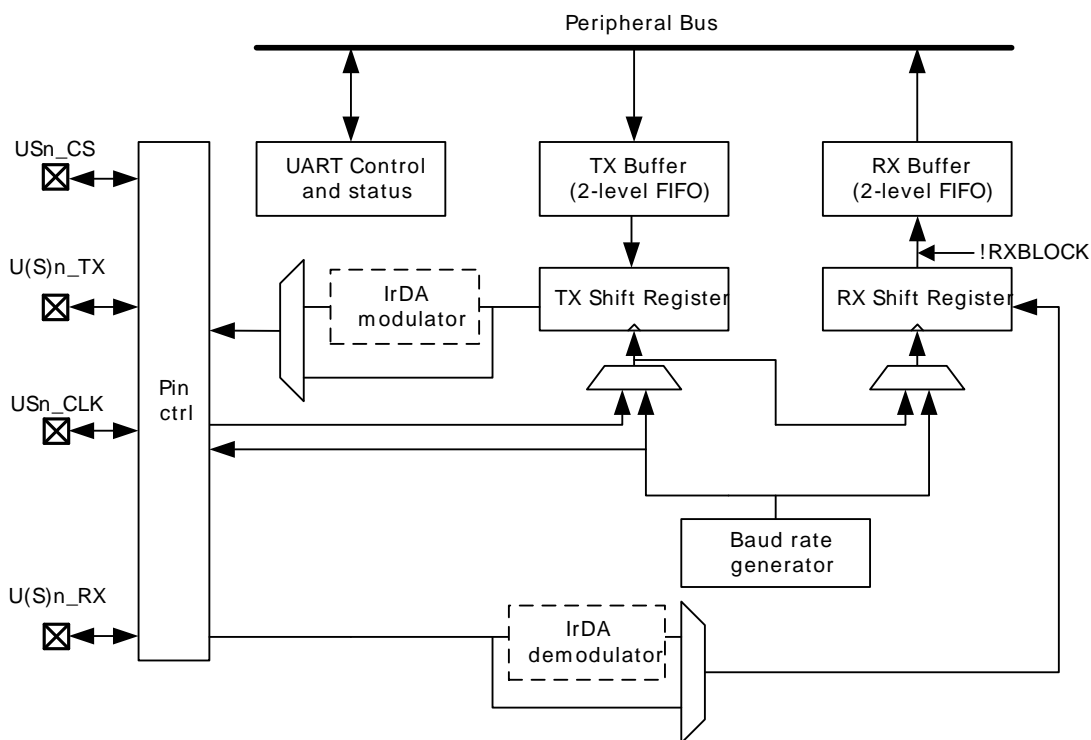 Peripheral Bus
USn_CS
UART Control
and status
TX Buffer
(2-level FIFO)
RX Buffer
(2-level FIFO)
!RXBLOCK
U(S)n_TX
IrDA
modulator
TX Shift Register
RX Shift Register
Pin
ctrl
USn_CLK
Baud rate
generator
U(S)n_RX
IrDA
demodulator